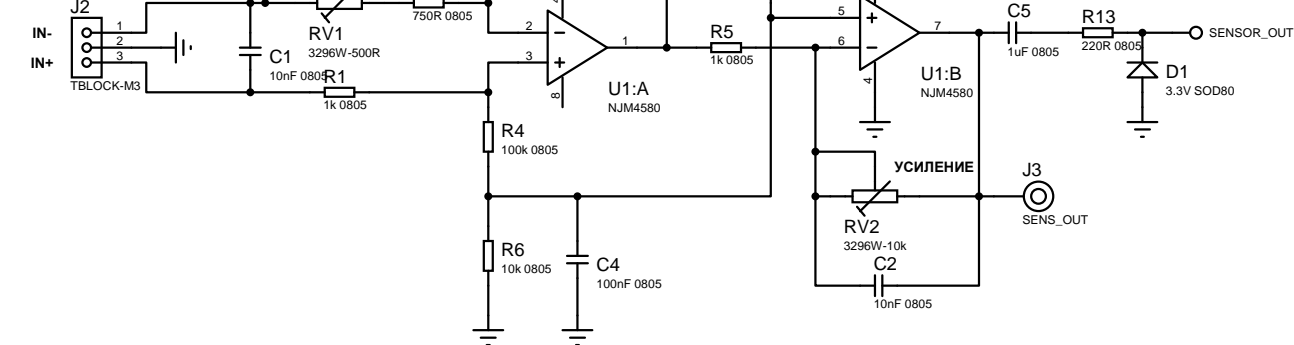 J2
IN-
IN+
1
2
3
TBLOCK-M3
C1
10nF 0805
RV1
3296W-500R
R1
1k 0805
750R 0805
2
3
1
8
U1:A
NJM4580
R4
100k 0805
R6
10k 0805
C4
100nF 0805
R5
1k 0805
5
6
7
4
U1:B
NJM4580
УСИЛЕНИЕ
RV2
3296W-10k
C2
10nF 0805
J3
SENS_OUT
C5
1uF 0805
R13
220R 0805
SENSOR_OUT
D1
3.3V SOD80